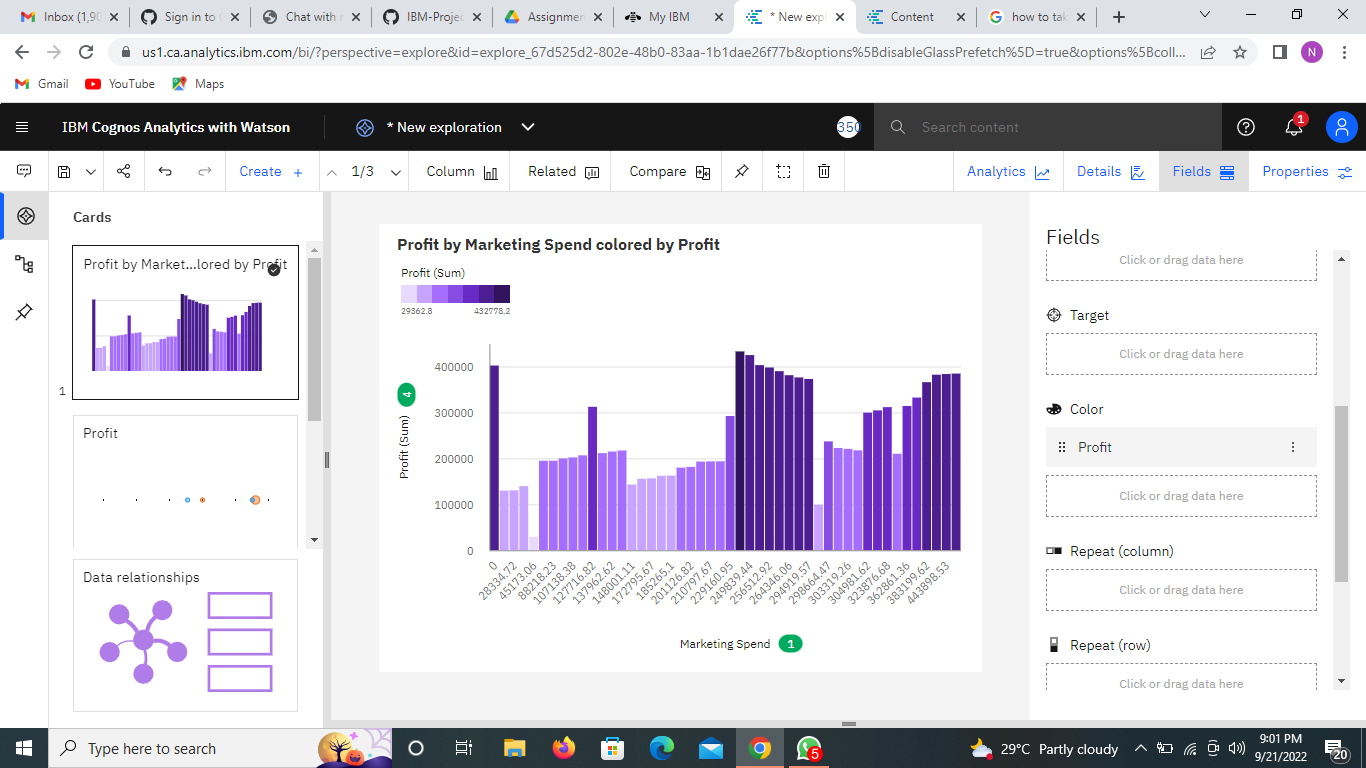 Inbox (1,90
Sign in to G
Chat with r
IBM-Projec
Assignmen
My IBM
* New expl
Content
how to tak
us1.ca.analytics.ibm.com/bi/?perspective=explore&id=explore_67d525d2-802e-48b0-83aa-1b1dae26f77b&options%5BdisableGlassPrefetch%5D=true&options%5Bcoll...
N
Gmail
YouTube
Maps
IBM Cognos Analytics with Watson
* New exploration
350
Search content
1
Create +
1/3
Column
Related
Compare
Analytics
Details
Fields
Properties
Cards
Profit by Market...lored by Profit
1
Profit
Data relationships
Profit by Marketing Spend colored by Profit
Profit (Sum)
29362.8
432778.2
400000
300000
200000
100000
0
4
Profit (Sum)
0
28334.72
45173.06
88218.23
107138.38
127716.82
137962.62
148001.11
172795.67
185265.1
201126.82
210797.67
229160.95
249839.44
256512.92
264346.06
294919.57
298664.47
303319.26
304981.62
323876.68
362861.36
383199.62
443898.53
Marketing Spend
1
Fields
Click or drag data here
Target
Click or drag data here
Color
Profit
Click or drag data here
Repeat (column)
Click or drag data here
Repeat (row)
Click or drag data here
Type here to search
5
29°C Partly cloudy
9:01 PM
9/21/2022
20